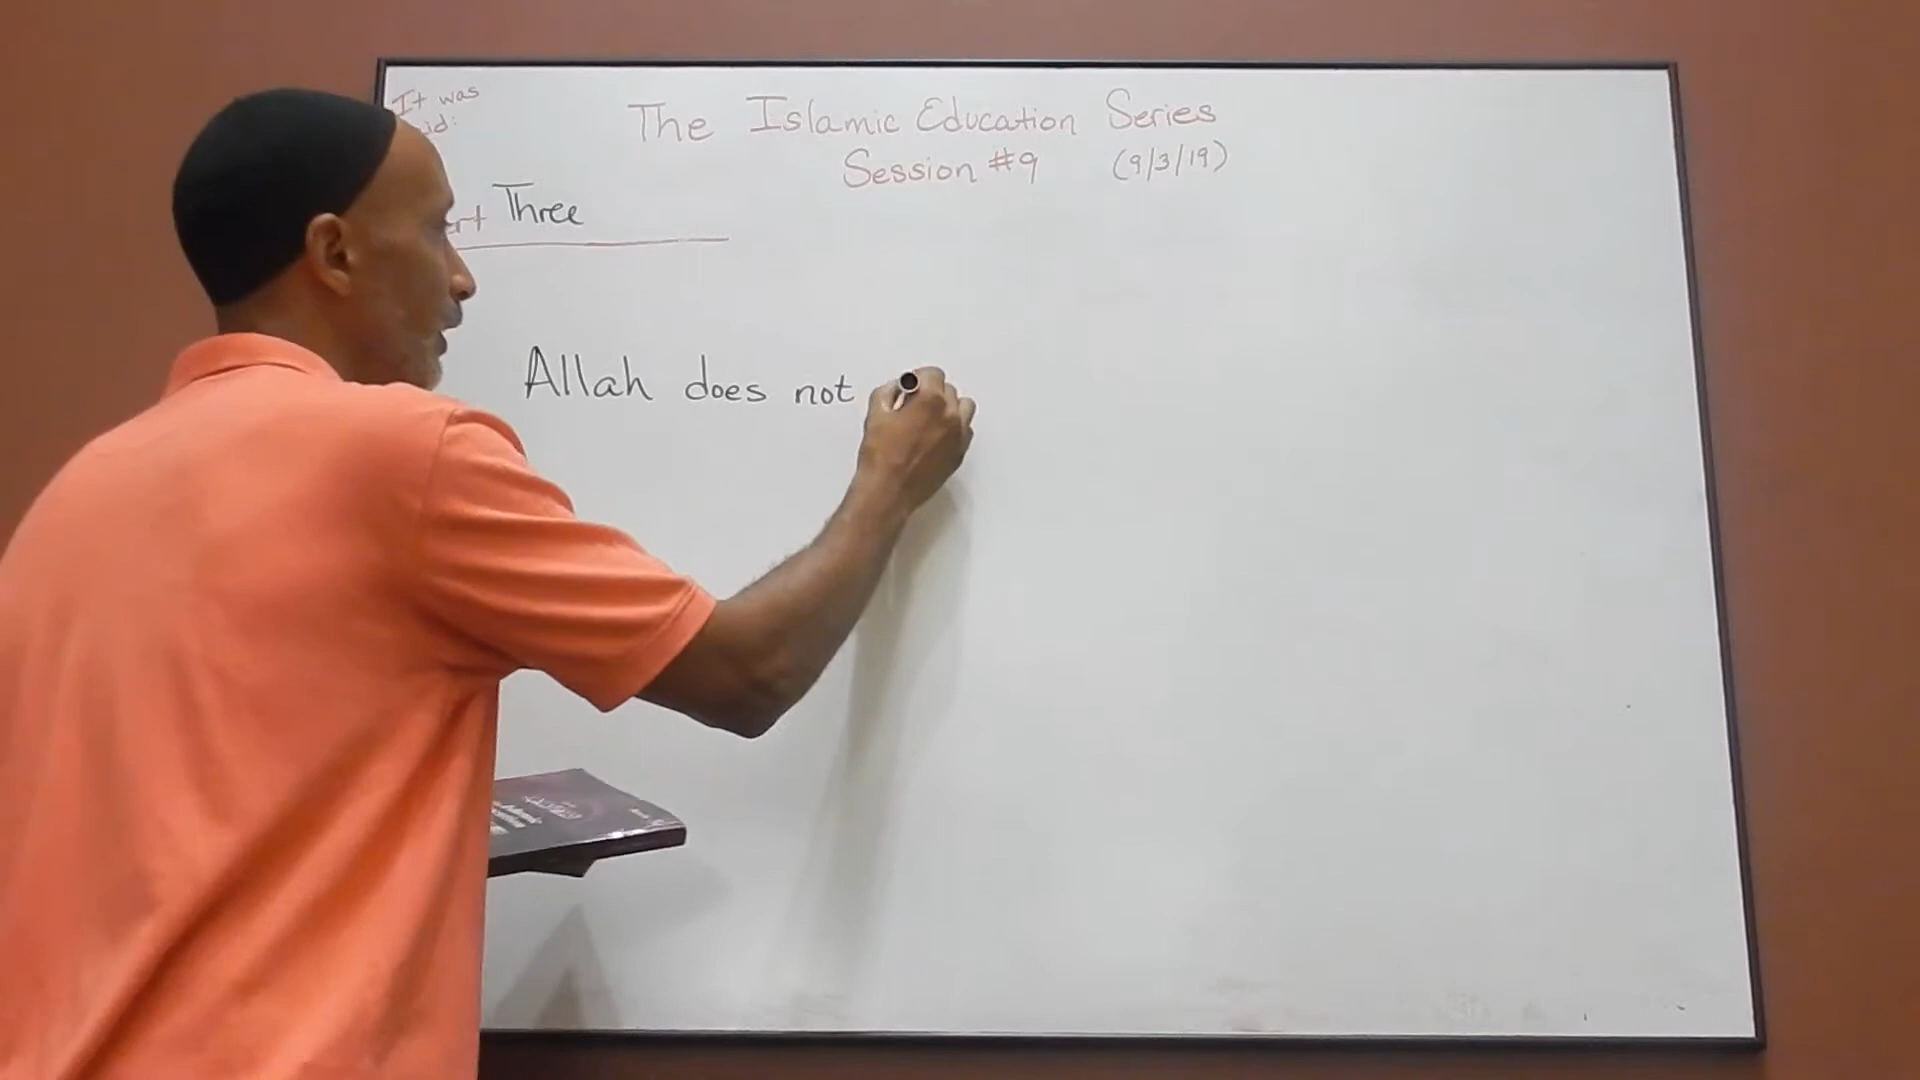 It was
The Islamic Education Series
Session #9 (9/3/19)
Three
Allah does not